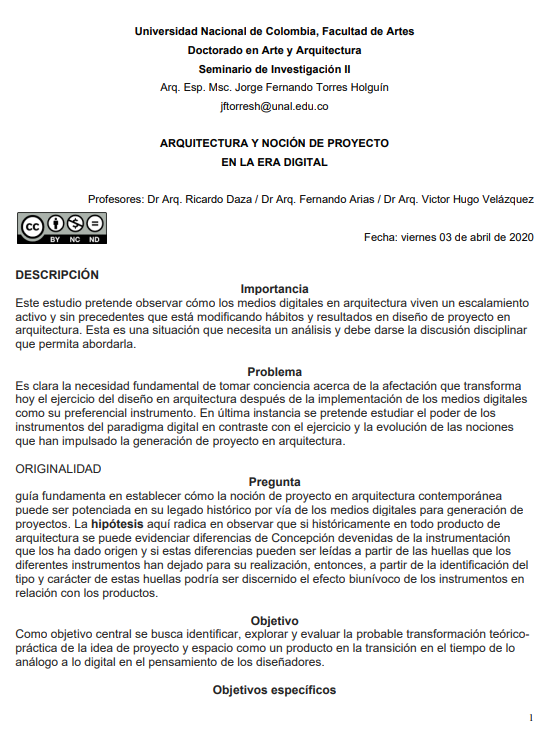 Universidad Nacional de Colombia, Facultad de Artes
Doctorado en Arte y Arquitectura
Seminario de Investigación II
Arq. Esp. Msc. Jorge Fernando Torres Holguín
jftorresh@unal.edu.co
ARQUITECTURA Y NOCIÓN DE PROYECTO
EN LA ERA DIGITAL
Profesores: Dr Arq. Ricardo Daza / Dr Arq. Fernando Arias / Dr Arq. Victor Hugo Velázquez
cc BY NC ND
Fecha: viernes 03 de abril de 2020
DESCRIPCIÓN
Importancia
Este estudio pretende observar cómo los medios digitales en arquitectura viven un escalamiento
activo y sin precedentes que está modificando hábitos y resultados en diseño de proyecto en
arquitectura. Esta es una situación que necesita un análisis y debe darse la discusión disciplinar
que permita abordarla.
Problema
Es clara la necesidad fundamental de tomar conciencia acerca de la afectación que transforma
hoy el ejercicio del diseño en arquitectura después de la implementación de los medios digitales
como su preferencial instrumento. En última instancia se pretende estudiar el poder de los
instrumentos del paradigma digital en contraste con el ejercicio y la evolución de las nociones
que han impulsado la generación de proyecto en arquitectura.
ORIGINALIDAD
Pregunta
guía fundamenta en establecer cómo la noción de proyecto en arquitectura contemporánea
puede ser potenciada en su legado histórico por vía de los medios digitales para generación de
proyectos. La hipótesis aquí radica en observar que si históricamente en todo producto de
arquitectura se puede evidenciar diferencias de Concepción devenidas de la instrumentación
que los ha dado origen y si estas diferencias pueden ser leídas a partir de las huellas que los
diferentes instrumentos han dejado para su realización, entonces, a partir de la identificación del
tipo y carácter de estas huellas podría ser discernido el efecto biunívoco de los instrumentos en
relación con los productos.
Objetivo
Como objetivo central se busca identificar, explorar y evaluar la probable transformación teórico-
práctica de la idea de proyecto y espacio como un producto en la transición en el tiempo de lo
análogo a lo digital en el pensamiento de los diseñadores.
Objetivos específicos
1